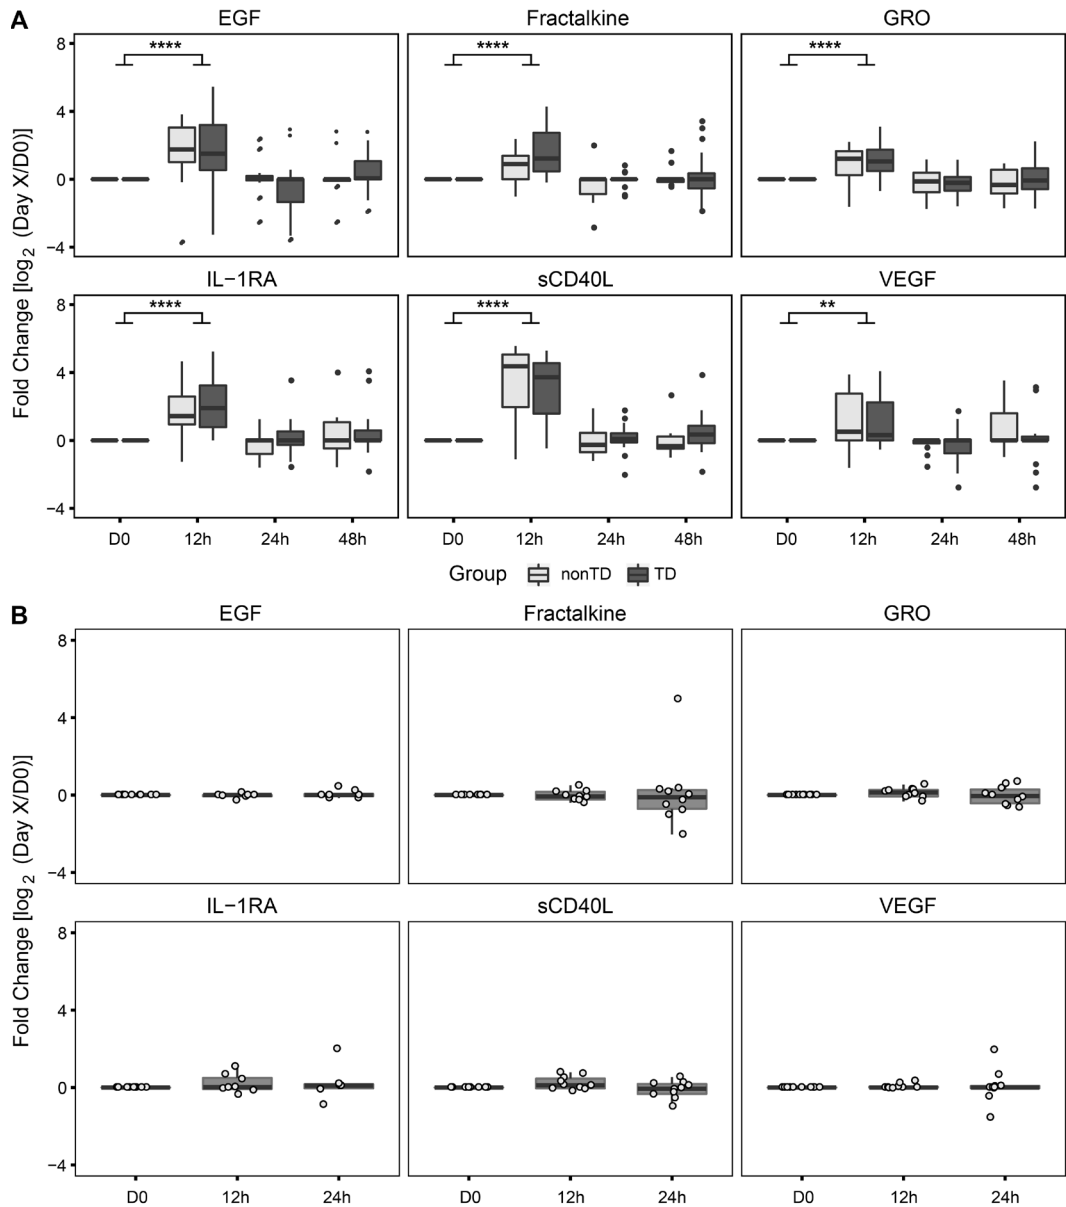 A
EGF Fractalkine GRO
Fold Change [log2 (Day X/D0)]
8
4
0
−4
**** **** ****
IL−1RA sCD40L VEGF
8
4
0
−4
**** **** **
D0 12h 24h 48h D0 12h 24h 48h D0 12h 24h 48h
Group nonTD TD
B
EGF Fractalkine GRO
Fold Change [log2 (Day X/D0)]
8
4
0
−4
IL−1RA sCD40L VEGF
8
4
0
−4
D0 12h 24h D0 12h 24h D0 12h 24h